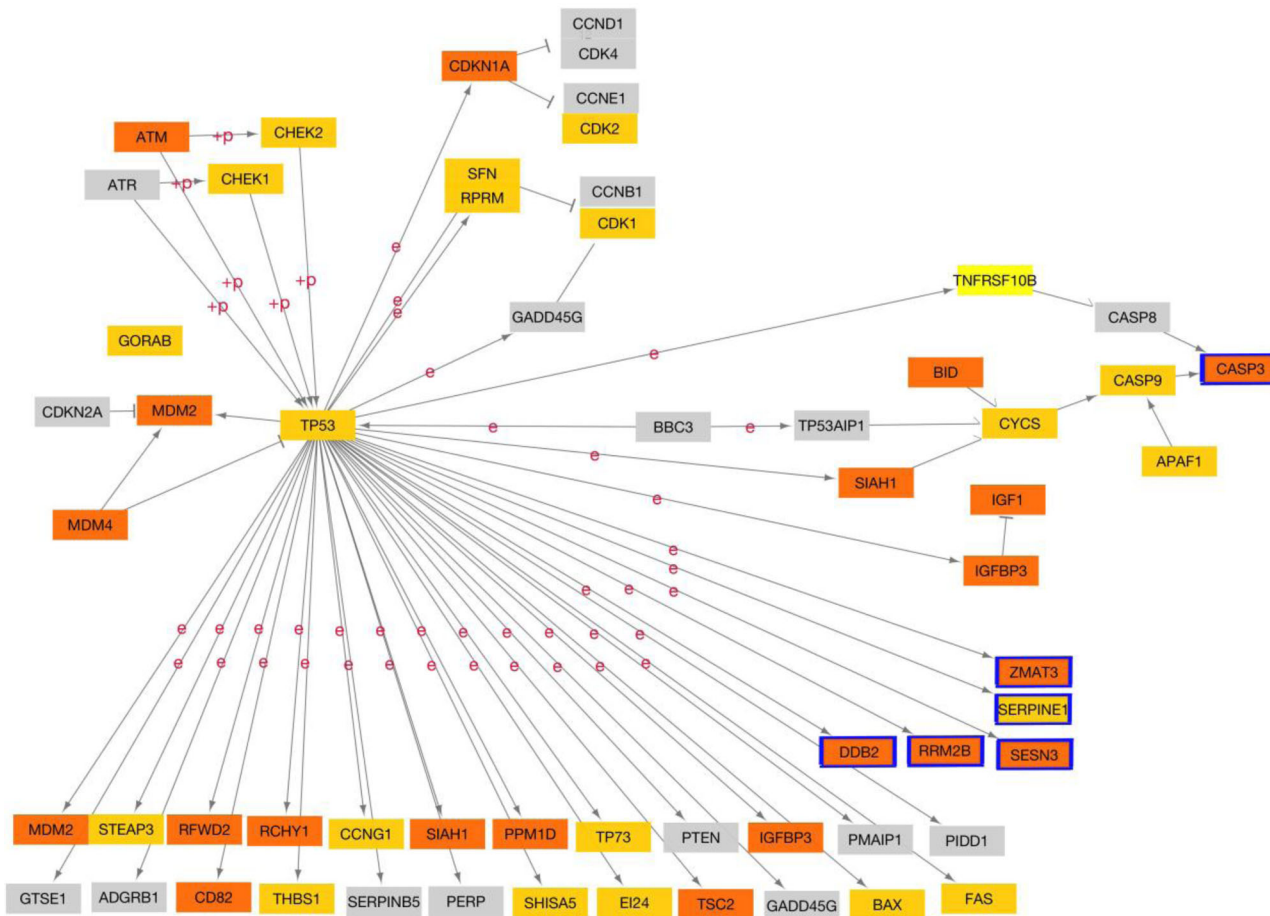 CCND1
CDKN1A
CDK4
CCNE1
ATM +p CHEK2
CDK2
ATR +p CHEK1
SFN
CCNB1
RPRM
CDK1
e
+p
+p
+p
+p
e
e
TNFRSF10B
GADD45G
CASP8
GORAB
e
e
BID
CASP3
CASP9
CDKN2A
MDM2
TP53
e
BBC3
e
TP53AIP1
CYCS
e
APAF1
SIAH1
MDM4
e
IGF1
e
e
IGFBP3
e e e
e e e e e e e e e e e e
e e e e e e e e e e e e
ZMAT3
SERPINE1
DDB2
RRM2B
SESN3
MDM2
STEAP3
RFWD2
RCHY1
CCNG1
SIAH1
PPM1D
TP73
PTEN
IGFBP3
PMAIP1
PIDD1
GTSE1
ADGRB1
CD82
THBS1
SERPINB5
PERP
SHISA5
EI24
TSC2
GADD45G
BAX
FAS